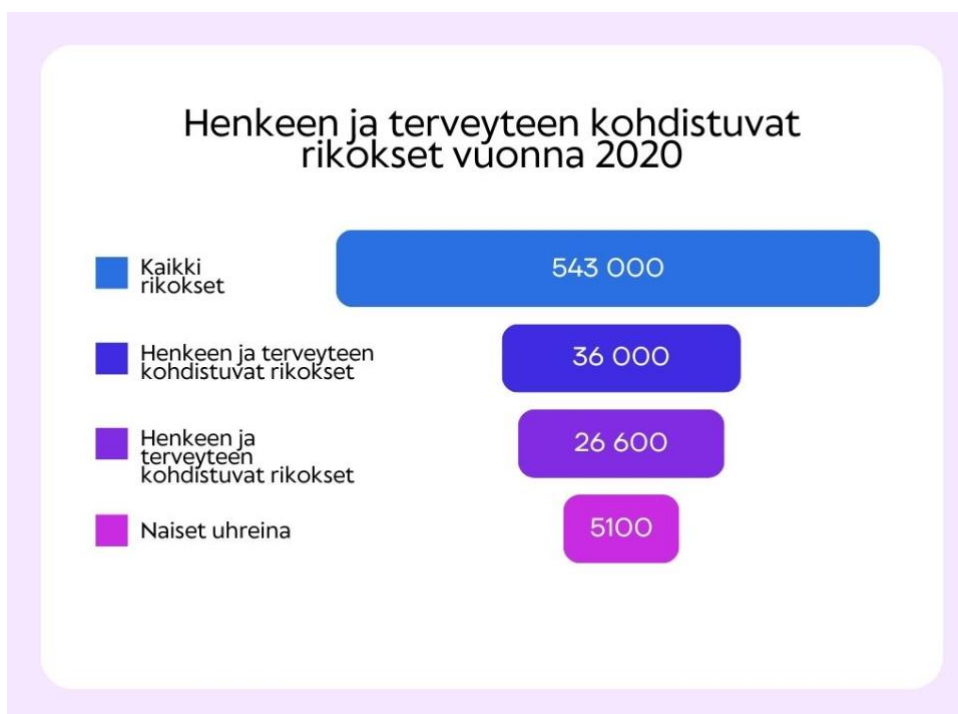 Henkeen ja terveyteen kohdistuvat
rikokset vuonna 2020
Kaikki
rikokset
543 000
Henkeen ja terveyteen
kohdistuvat rikokset
36 000
Henkeen ja
terveyteen
kohdistuvat rikokset
26 600
Naiset uhreina
5100